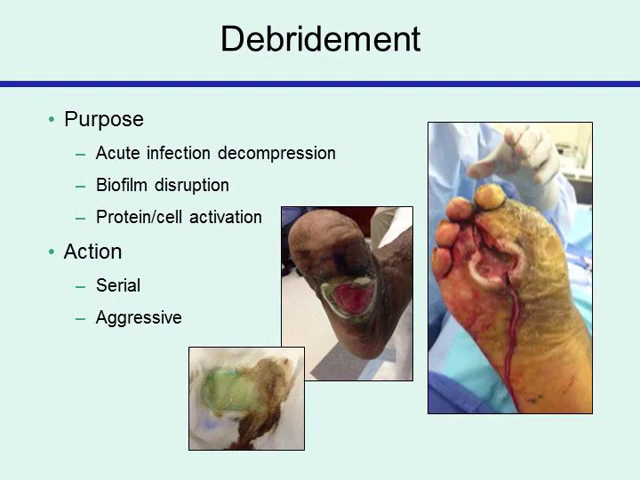 Debridement
• Purpose
– Acute infection decompression
– Biofilm disruption
– Protein/cell activation
• Action
– Serial
– Aggressive